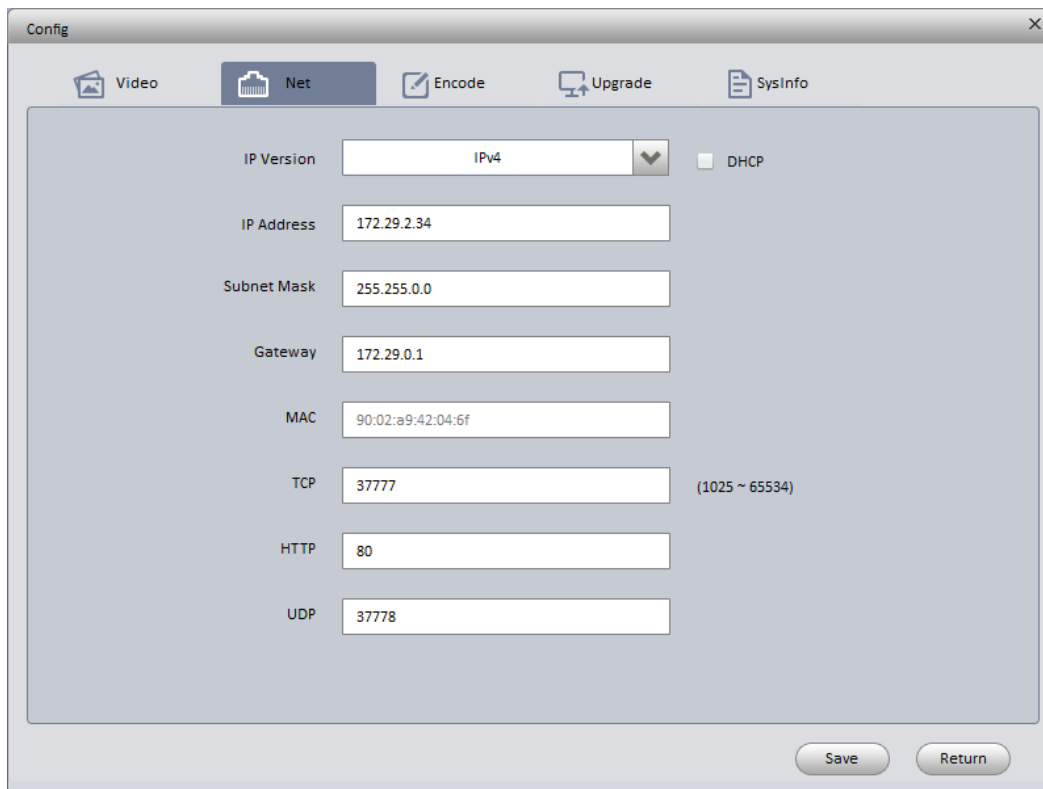 Config
Video Net Encode Upgrade SysInfo
IP Version IPv4 DHCP
IP Address 172.29.2.34
Subnet Mask 255.255.0.0
Gateway 172.29.0.1
MAC 90:02:a9:42:04:6f
TCP 37777 (1025 ~ 65534)
HTTP 80
UDP 37778
Save Return